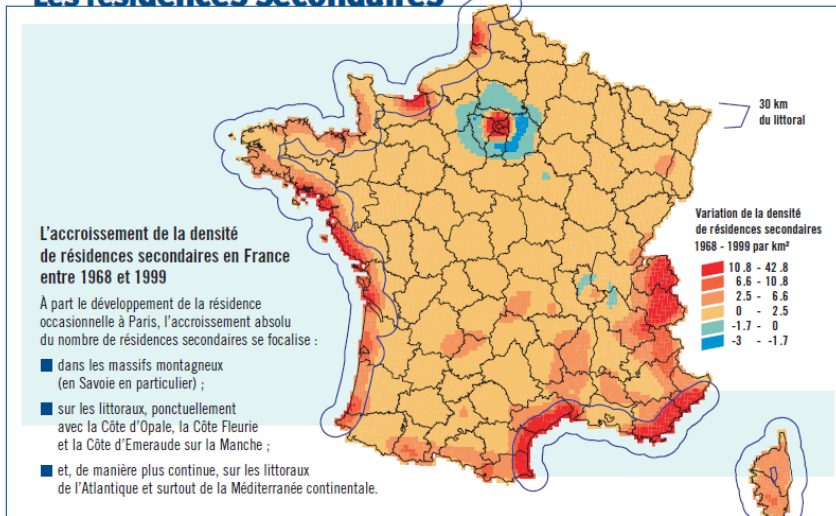 Les résidences secondaires
30 km
du littoral
L'accroissement de la densité
de résidences secondaires en France
entre 1968 et 1999
À part le développement de la résidence
occasionnelle à Paris, l'accroissement absolu
du nombre de résidences secondaires se focalise :
dans les massifs montagneux
(en Savoie en particulier) ;
sur les littoraux, ponctuellement
avec la Côte d'Opale, la Côte Fleurie
et la Côte d'Emeraude sur la Manche ;
et, de manière plus continue, sur les littoraux
de l'Atlantique et surtout de la Méditerranée continentale.
Variation de la densité
de résidences secondaires
1968 - 1999 par km²
10 .8 - 42 .8
6.6 - 10.8
2.5 - 6.6
0 - 2.5
-1.7 - 0
-3 - -1.7